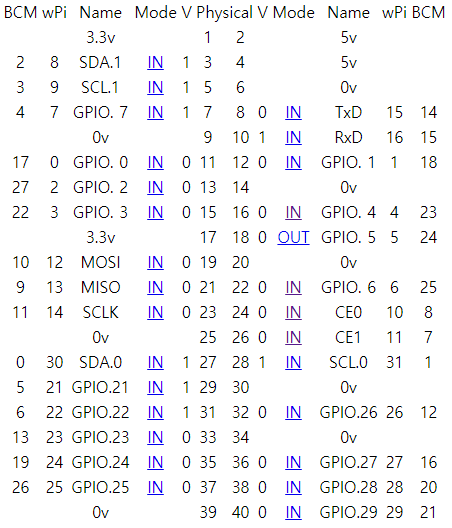 BCM wPi Name Mode V Physical V Mode Name wPi BCM
3.3v 1 2 5v
2 8 SDA.1 IN 1 3 4 5v
3 9 SCL.1 IN 1 5 6 0v
4 7 GPIO. 7 IN 1 7 8 0 IN TxD 15 14
0v 9 10 1 IN RxD 16 15
17 0 GPIO. 0 IN 0 11 12 0 IN GPIO. 1 1 18
27 2 GPIO. 2 IN 0 13 14 0v
22 3 GPIO. 3 IN 0 15 16 0 IN GPIO. 4 4 23
3.3v 17 18 0 OUT GPIO. 5 5 24
10 12 MOSI IN 0 19 20 0v
9 13 MISO IN 0 21 22 0 IN GPIO. 6 6 25
11 14 SCLK IN 0 23 24 0 IN CE0 10 8
0v 25 26 0 IN CE1 11 7
0 30 SDA.0 IN 1 27 28 1 IN SCL.0 31 1
5 21 GPIO.21 IN 1 29 30 0v
6 22 GPIO.22 IN 1 31 32 0 IN GPIO.26 26 12
13 23 GPIO.23 IN 0 33 34 0v
19 24 GPIO.24 IN 0 35 36 0 IN GPIO.27 27 16
26 25 GPIO.25 IN 0 37 38 0 IN GPIO.28 28 20
0v 39 40 0 IN GPIO.29 29 21